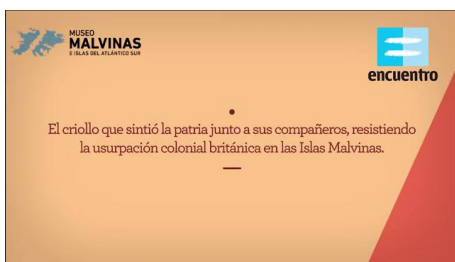 MUSEO
MALVINAS
E ISLAS DEL ATLÁNTICO SUR
encuentro
El criollo que sintió la patria junto a sus compañeros, resistiendo
la usurpación colonial británica en las Islas Malvinas.